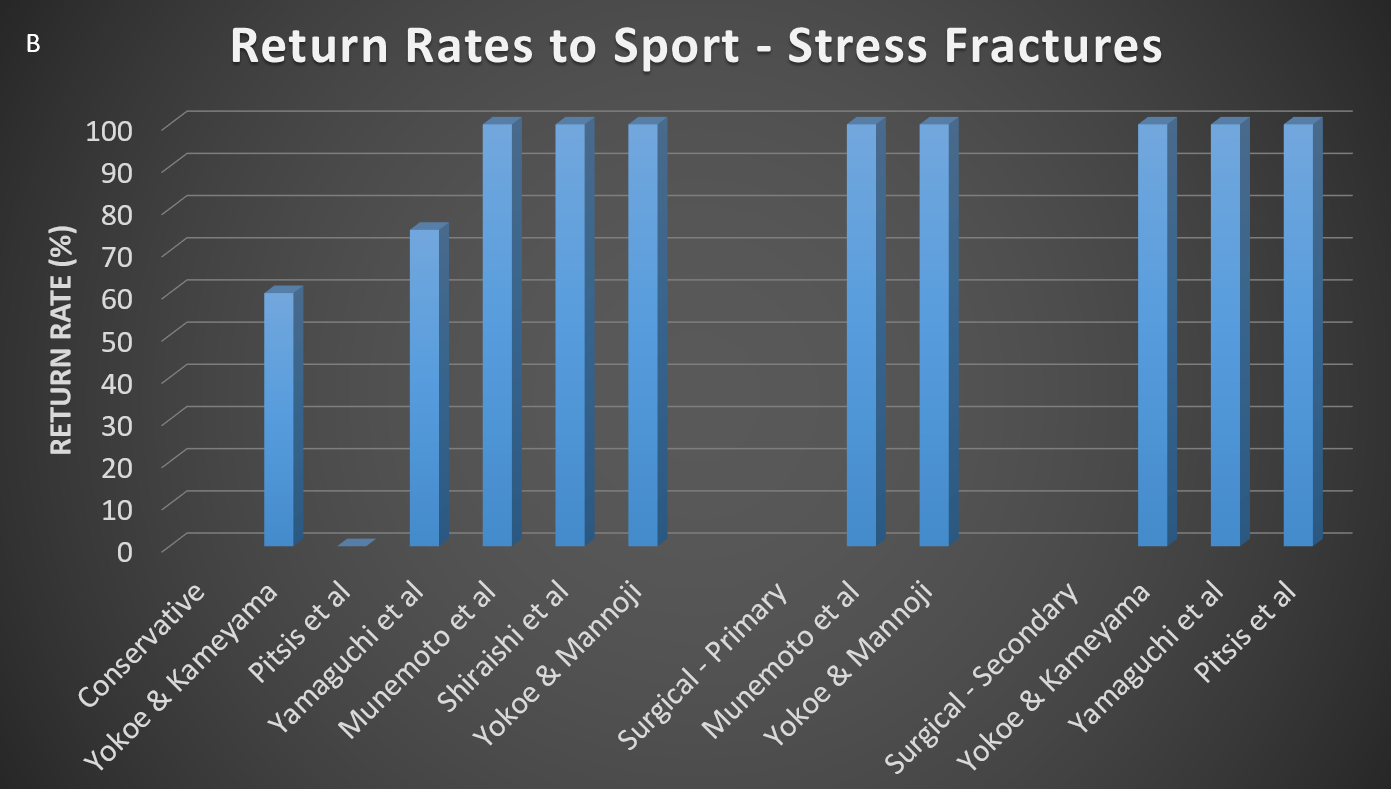 B
Return Rates to Sport - Stress Fractures
RETURN RATE (%)
100
90
80
70
60
50
40
30
20
10
0
Conservative
Yokoe & Kameyama
Pitsis et al
Yamaguchi et al
Munemoto et al
Shiraishi et al
Yokoe & Mannoji
Surgical - Primary
Munemoto et al
Yokoe & Mannoji
Surgical - Secondary
Yokoe & Kameyama
Yamaguchi et al
Pitsis et al